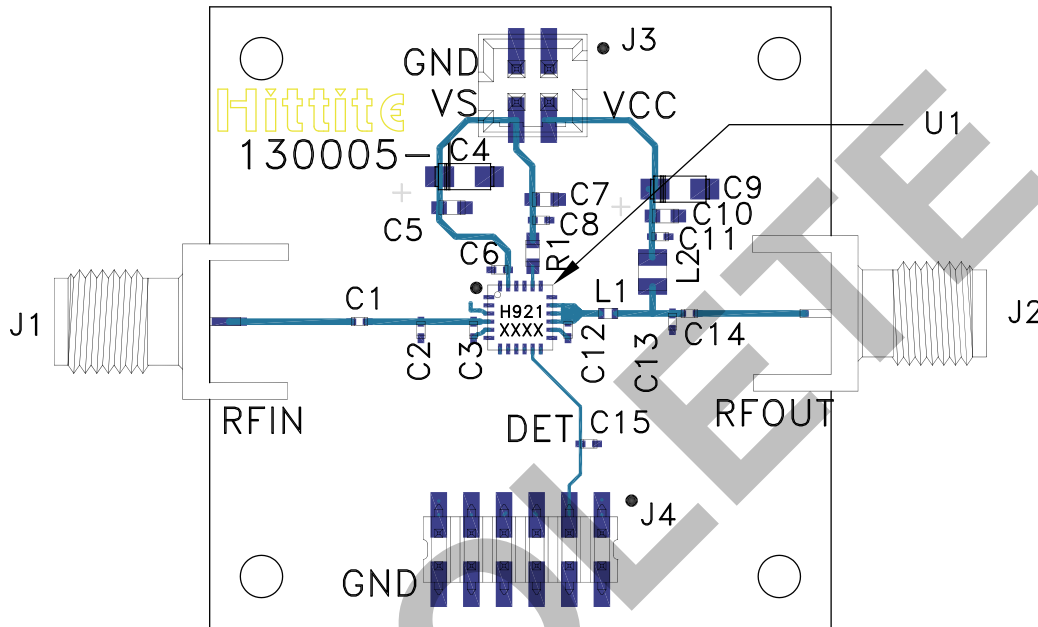 J3
GND
VS
VCC
Hittite
130005-
U1
C4
C7
C9
C8
C10
C5
C11
R1
C6
L2
L1
H921
XXXX
C1
J1
J2
C2
C3
C12
C13
C14
RFIN
RFOUT
DET
C15
J4
GND
OLETE